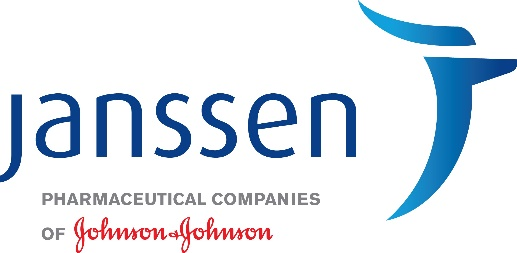 janssen
PHARMACEUTICAL COMPANIES
OF Johnson & Johnson